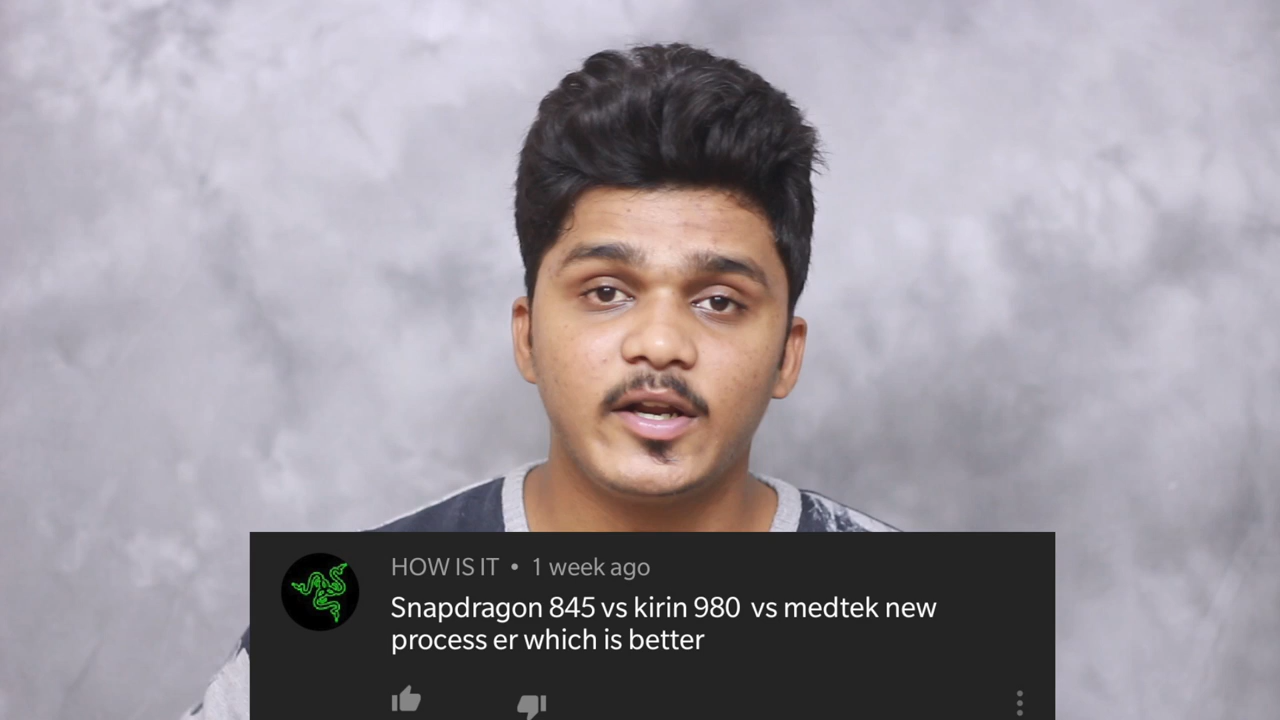 HOW IS IT • 1 week ago
Snapdragon 845 vs kirin 980 vs medtek new
process er which is better